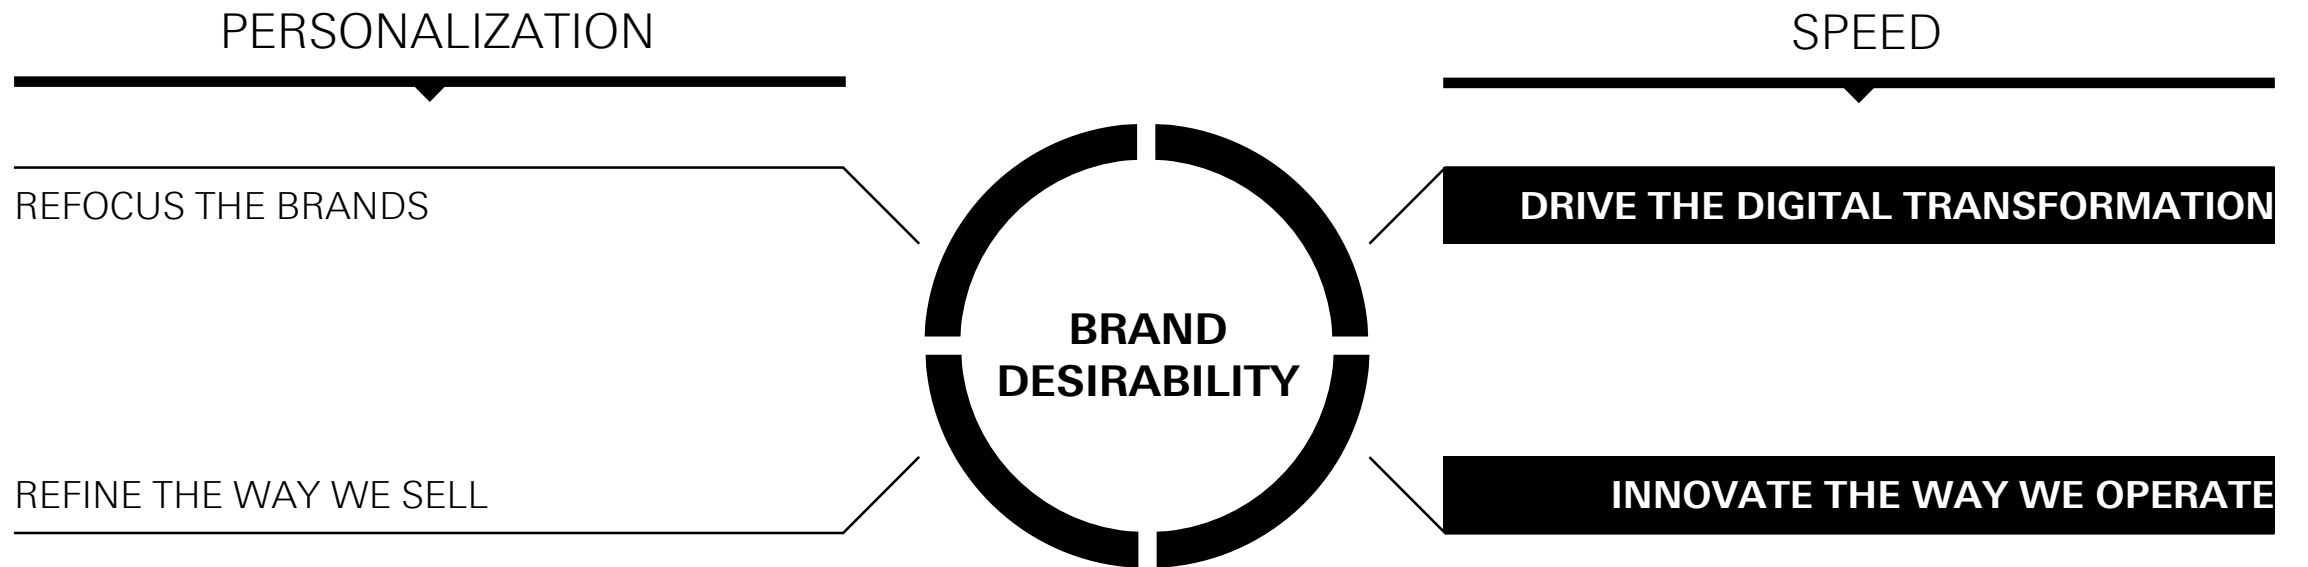 PERSONALIZATION
SPEED
REFOCUS THE BRANDS
DRIVE THE DIGITAL TRANSFORMATION
BRAND
DESIRABILITY
REFINE THE WAY WE SELL
INNOVATE THE WAY WE OPERATE